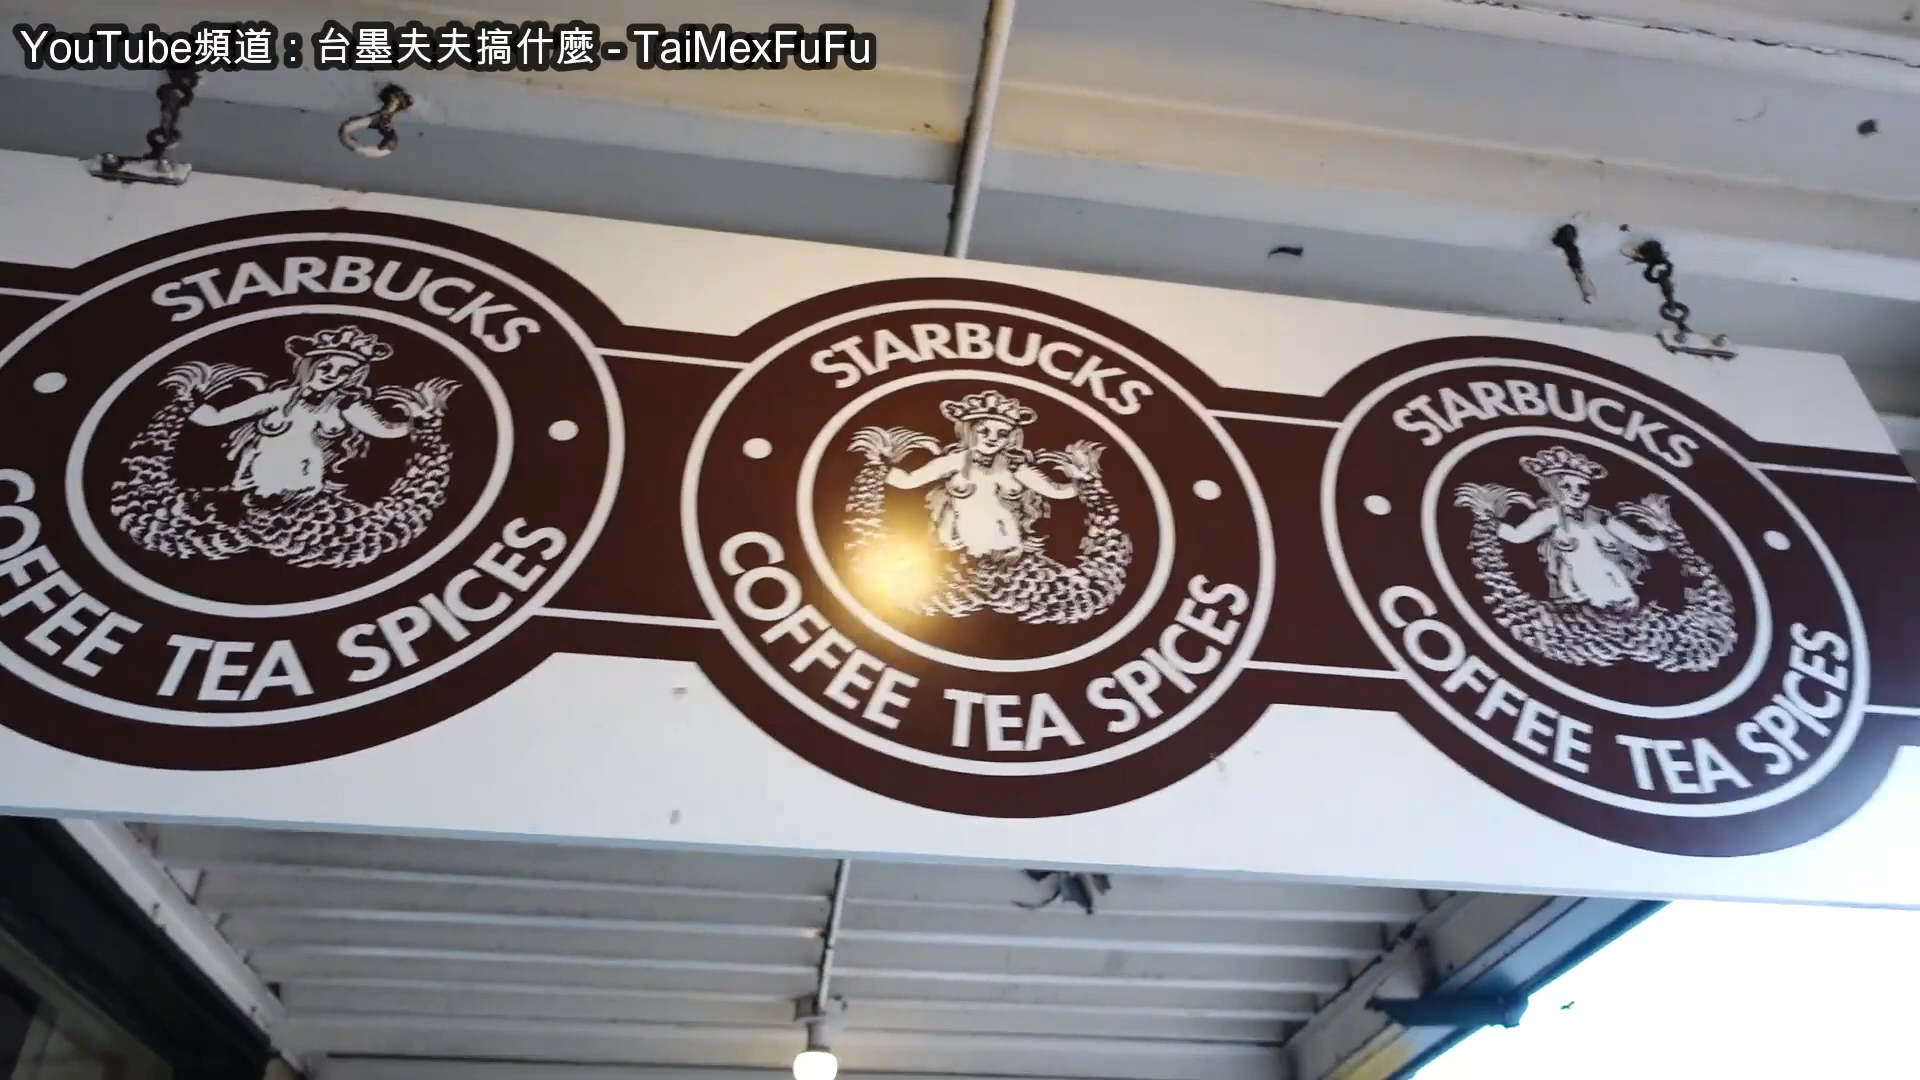 YouTube頻道 : 台墨夫夫搞什麼 - TaiMexFuFu
STARBUCKS
COFFEE TEA SPICES
STARBUCKS
COFFEE TEA SPICES
STARBUCKS
COFFEE TEA SPICES